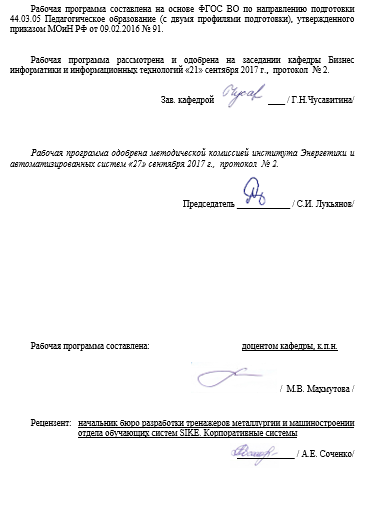 Рабочая программа составлена на основе ФГОС ВО по направлению подготовки
44.03.05 Педагогическое образование (с двумя профилями подготовки), утвержденного
приказом МОиН РФ от 09.02.2016 № 91.
Рабочая программа рассмотрена и одобрена на заседании кафедры Бизнес
информатики и информационных технологий «21» сентября 2017 г., протокол № 2.
Зав. кафедрой ____ / Г.Н.Чусавитина/
Рабочая программа одобрена методической комиссией института Энергетики и
автоматизированных систем «27» сентября 2017 г., протокол № 2.
Председатель ____________ / С.И. Лукьянов/
Рабочая программа составлена: доцентом кафедры, к.п.н.
/ М.В. Махмутова /
Рецензент: начальник бюро разработки тренажеров металлургии и машиностроении
отдела обучающих систем SIKE. Корпоративные системы
____________ / А.Е. Соченко/